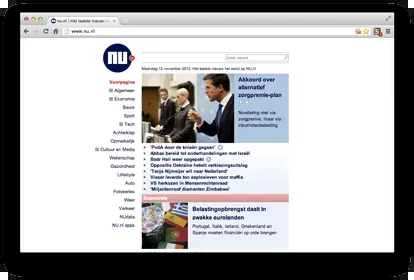 nu.nl | Het laatste nieuws
www.nu.nl
nu.nl
Zoek nieuws
Maandag 12 november 2012 Het laatste nieuws het eerst op NU.nl
Voorpagina
Algemeen
Economie
Beurs
Sport
Tech
Achterklap
Opmerkelijk
Cultuur en Media
Wetenschap
Gezondheid
Lifestyle
Auto
Fotoseries
Weer
Verkeer
NUdata
NU.nl apps
Akkoord over
alternatief
zorgpremie-plan
Nivellering niet via
zorgpremie, maar via
inkomstenbelasting
'PvdA door de knieën gegaan'
Abbas bereid tot onderhandelingen met Israël
Badr Hari weer opgepakt
Oppositie Oekraïne hekelt verkiezingsuitslag
'Tanja Nijmeijer wil naar Nederland'
Visser leverde ton explosieven voor maffia
VS herkozen in Mensenrechtenraad
'Miljardenroof diamanten Zimbabwe'
Economie
Belastingopbrengst daalt in
zwakke eurolanden
Portugal, Italië, Ierland, Griekenland en
Spanje moeten financiën op orde brengen